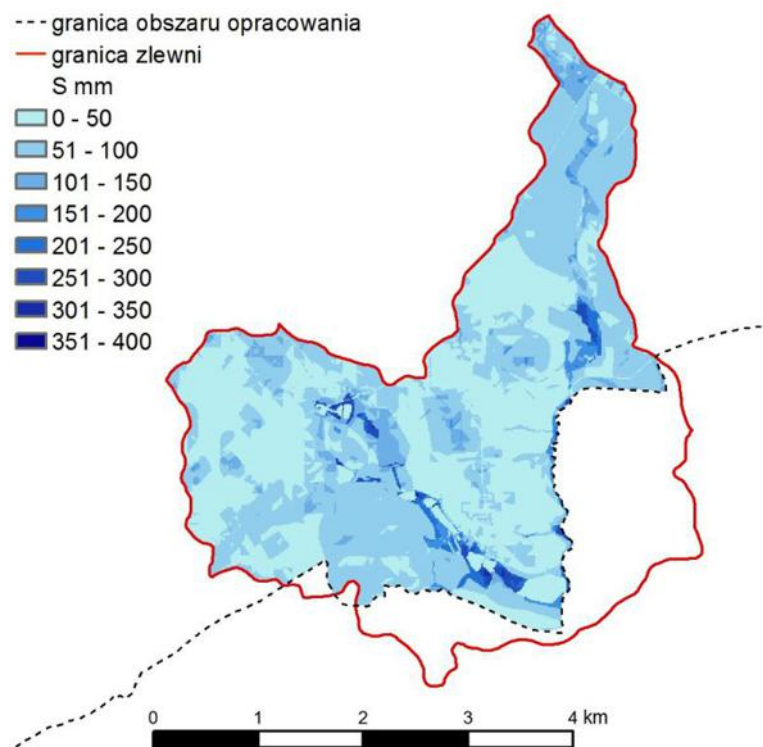 granica obszaru opracowania
granica zlewni
S mm
0 - 50
51 - 100
101 - 150
151 - 200
201 - 250
251 - 300
301 - 350
351 - 400
0 1 2 3 4 km